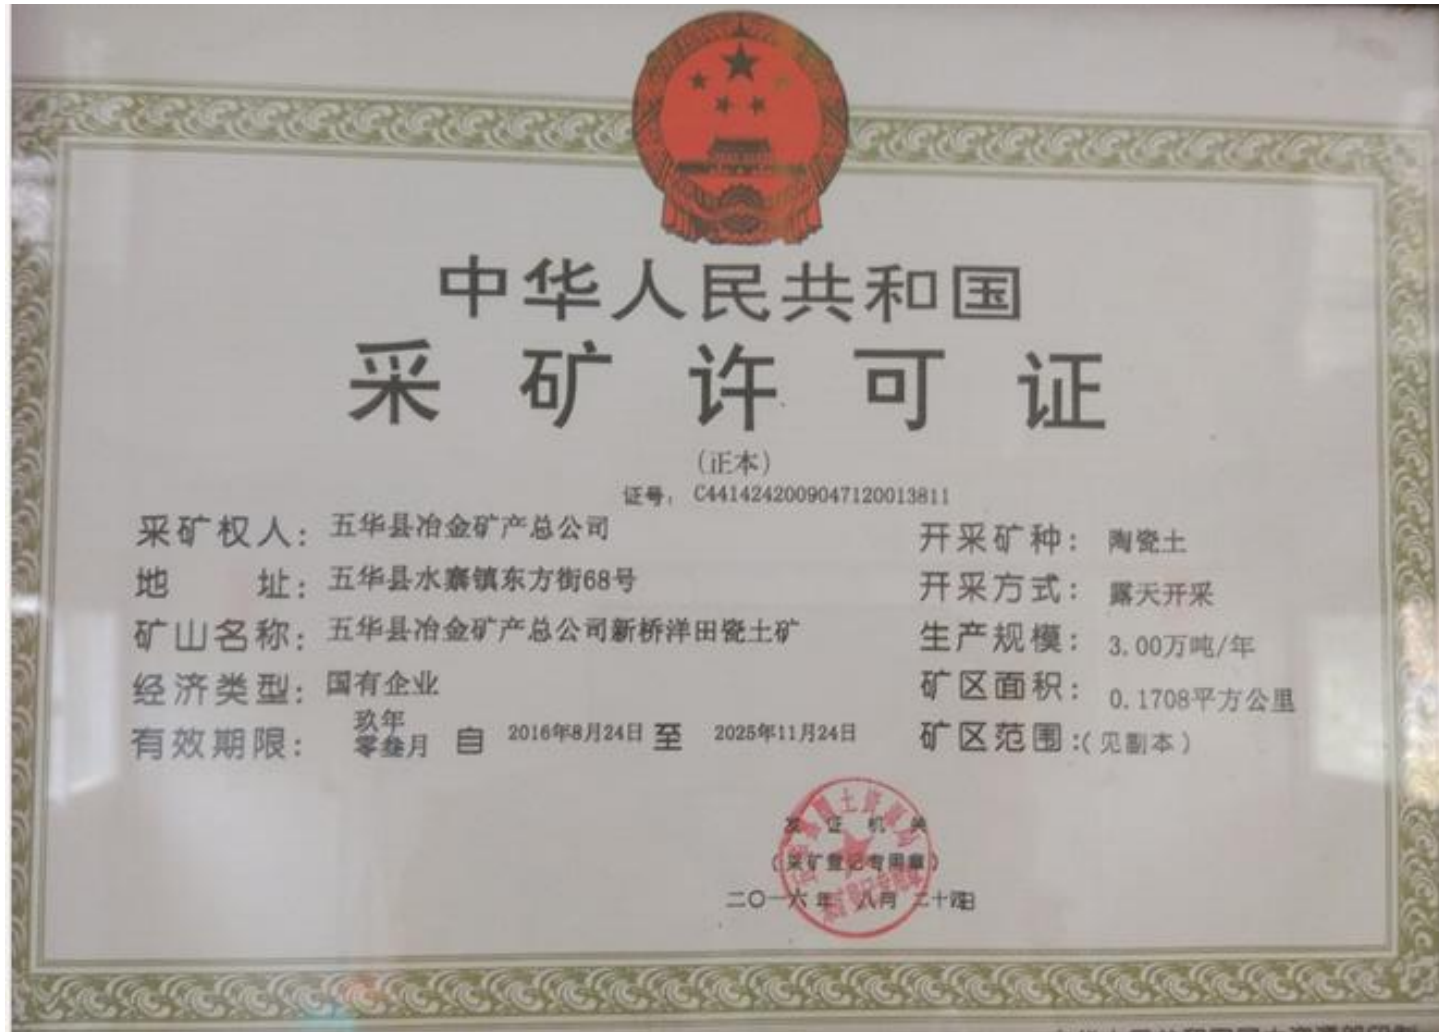 中华人民共和国
采矿许可证
(正本)
证号: C4414242009047120013811
采矿权人: 五华县冶金矿产总公司
地 址: 五华县水寨镇东方街68号
矿山名称: 五华县冶金矿产总公司新桥洋田瓷土矿
经济类型: 国有企业
有效期限: 玖年零叁月 自 2016年8月24日 至 2025年11月24日
开采矿种: 陶瓷土
开采方式: 露天开采
生产规模: 3.00万吨/年
矿区面积: 0.1708平方公里
矿区范围:(见副本)
发证机关
(采矿登记专用章)
二〇一六年 八月 二十四日